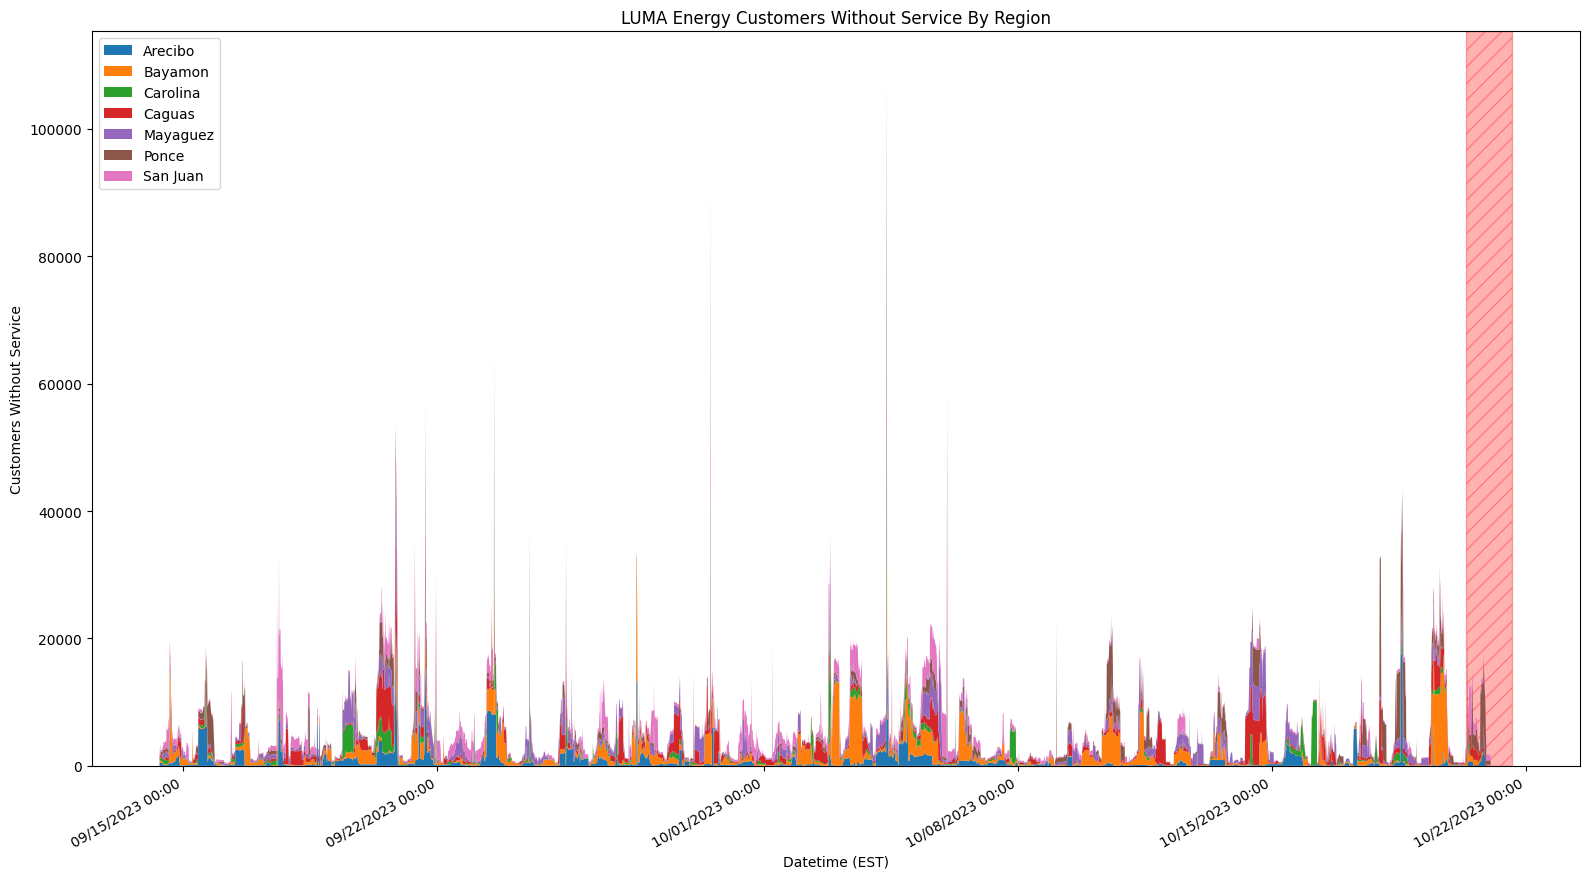 LUMA Energy Customers Without Service By Region
Arecibo
Bayamon
Carolina
Caguas
Mayaguez
Ponce
San Juan
Customers Without Service
100000
80000
60000
40000
20000
0
09/15/2023 00:00
09/22/2023 00:00
10/01/2023 00:00
10/08/2023 00:00
10/15/2023 00:00
10/22/2023 00:00
Datetime (EST)